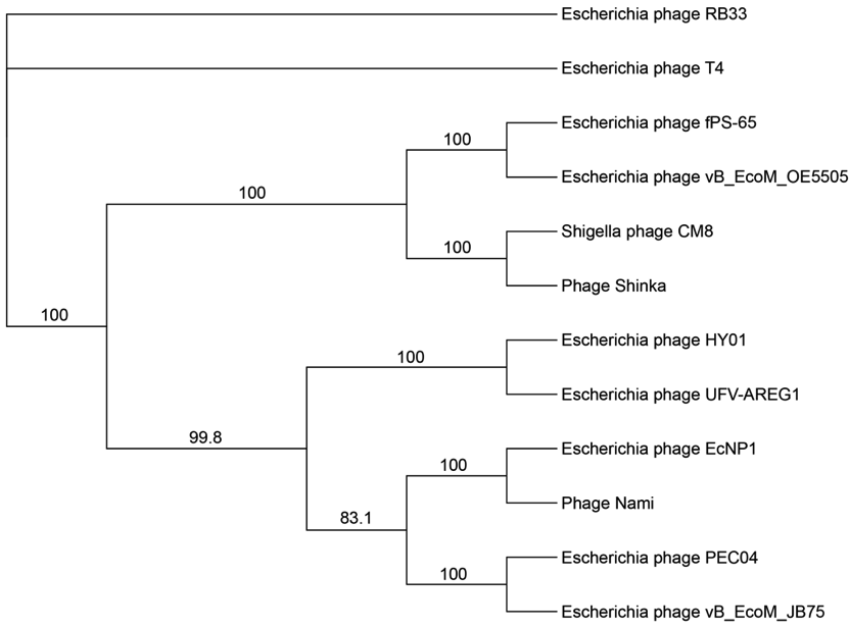 Escherichia phage RB33
Escherichia phage T4
Escherichia phage fPS-65
100
Escherichia phage vB_EcoM_OE5505
100
Shigella phage CM8
100
Phage Shinka
100
Escherichia phage HY01
100
Escherichia phage UFV-AREG1
99.8
Escherichia phage EcNP1
100
Phage Nami
83.1
Escherichia phage PEC04
100
Escherichia phage vB_EcoM_JB75